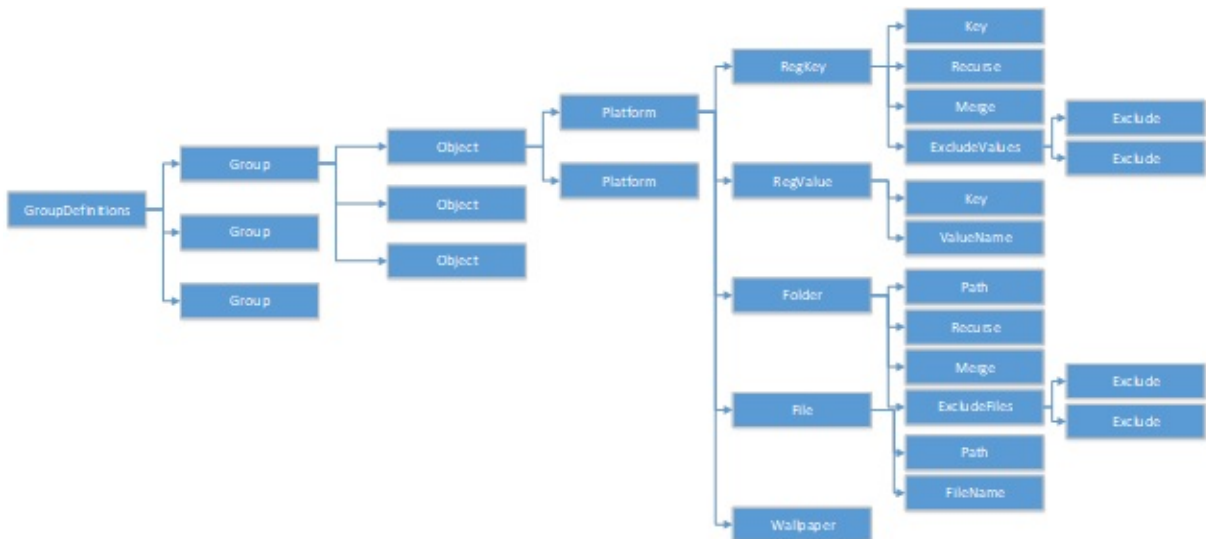 GroupDefinitions
Group
Group
Group
Object
Object
Object
Platform
Platform
RegKey
RegValue
Folder
File
Wallpaper
Key
Recurse
Merge
ExcludeValues
Key
ValueName
Path
Recurse
Merge
ExcludeFiles
Path
FileName
Exclude
Exclude
Exclude
Exclude